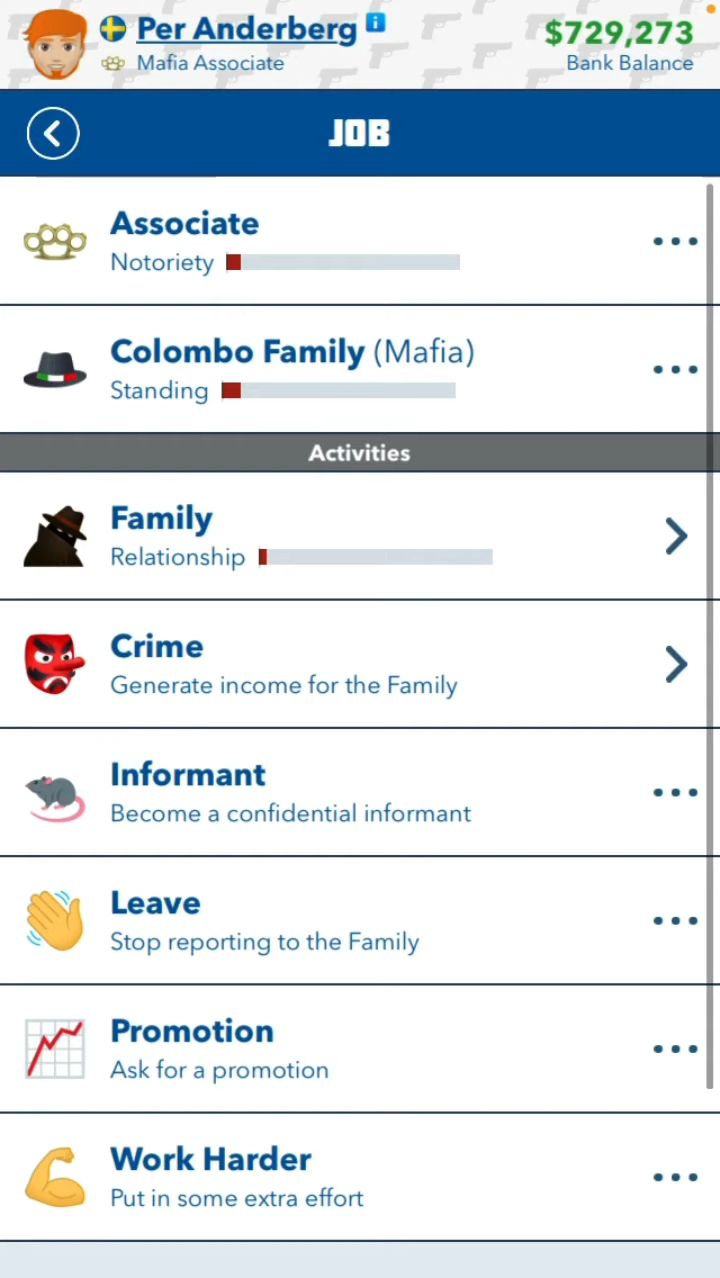 Per Anderberg
$729,273
Mafia Associate
Bank Balance
JOB
Associate
Notoriety
Colombo Family (Mafia)
Standing
Activities
Family
Relationship
Crime
Generate income for the Family
Informant
Become a confidential informant
Leave
Stop reporting to the Family
Promotion
Ask for a promotion
Work Harder
Put in some extra effort